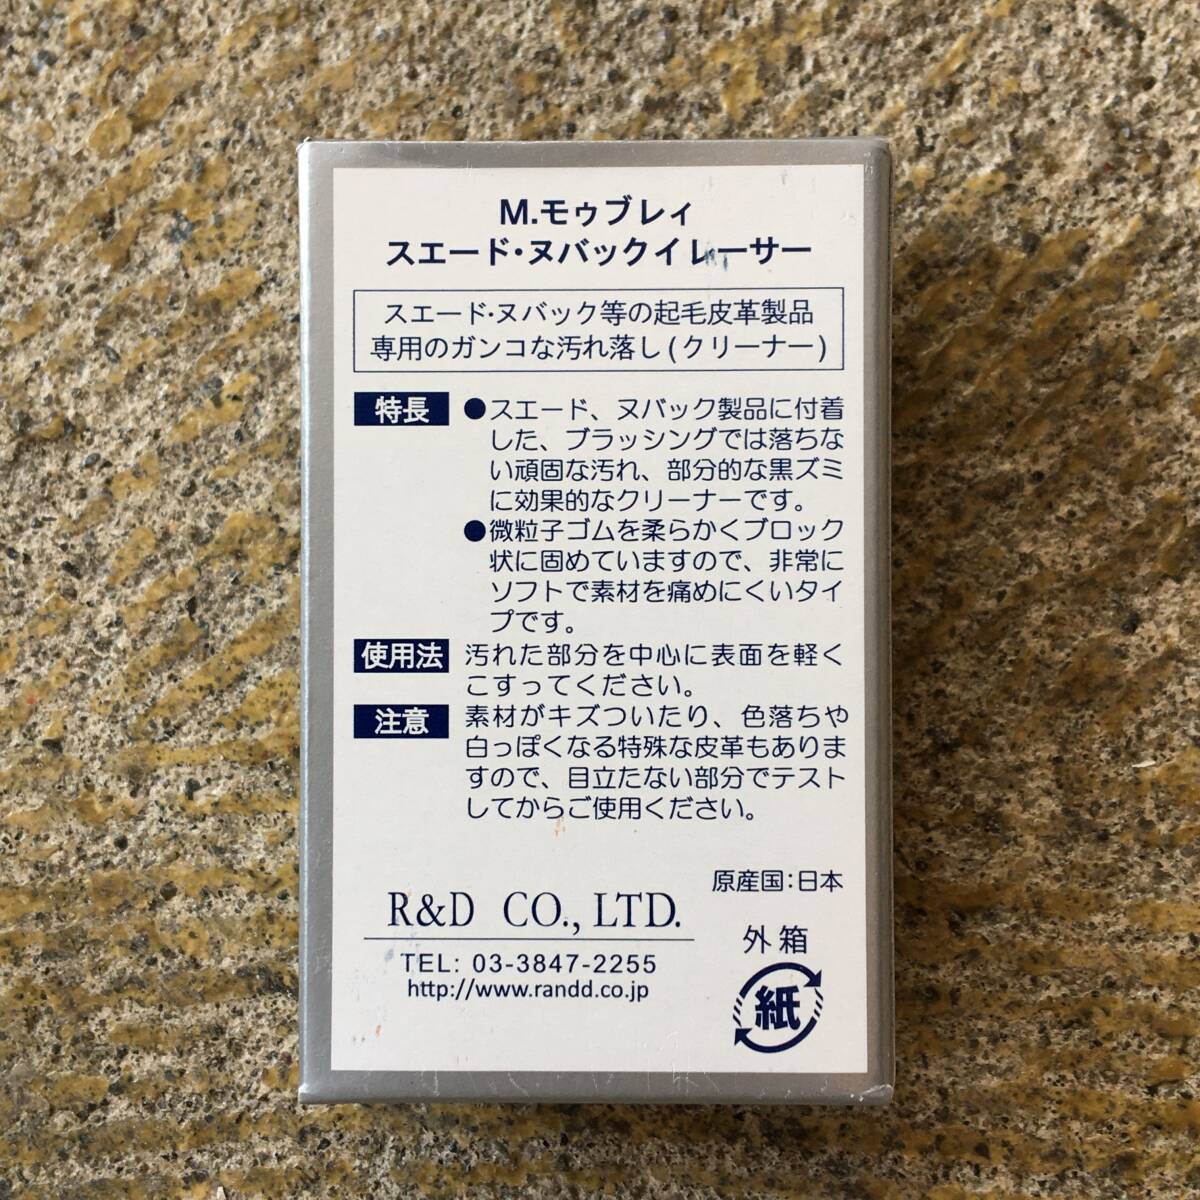 M.モゥブレィ
スエード・ヌバックイレーサー
スエード・ヌバック等の起毛皮革製品
専用のガンコな汚れ落し(クリーナー)
特長 ●スエード、ヌバック製品に付着
した、ブラッシングでは落ちな
い頑固な汚れ、部分的な黒ズミ
に効果的なクリーナーです。
●微粒子ゴムを柔らかくブロック
状に固めていますので、非常に
ソフトで素材を痛めにくいタイ
プです。
使用法 汚れた部分を中心に表面を軽く
こすってください。
注意 素材がキズついたり、色落ちや
白っぽくなる特殊な皮革もありま
すので、目立たない部分でテスト
してからご使用ください。
原産国:日本
R&D CO., LTD.
TEL: 03-3847-2255
http://www.randd.co.jp
外箱
紙